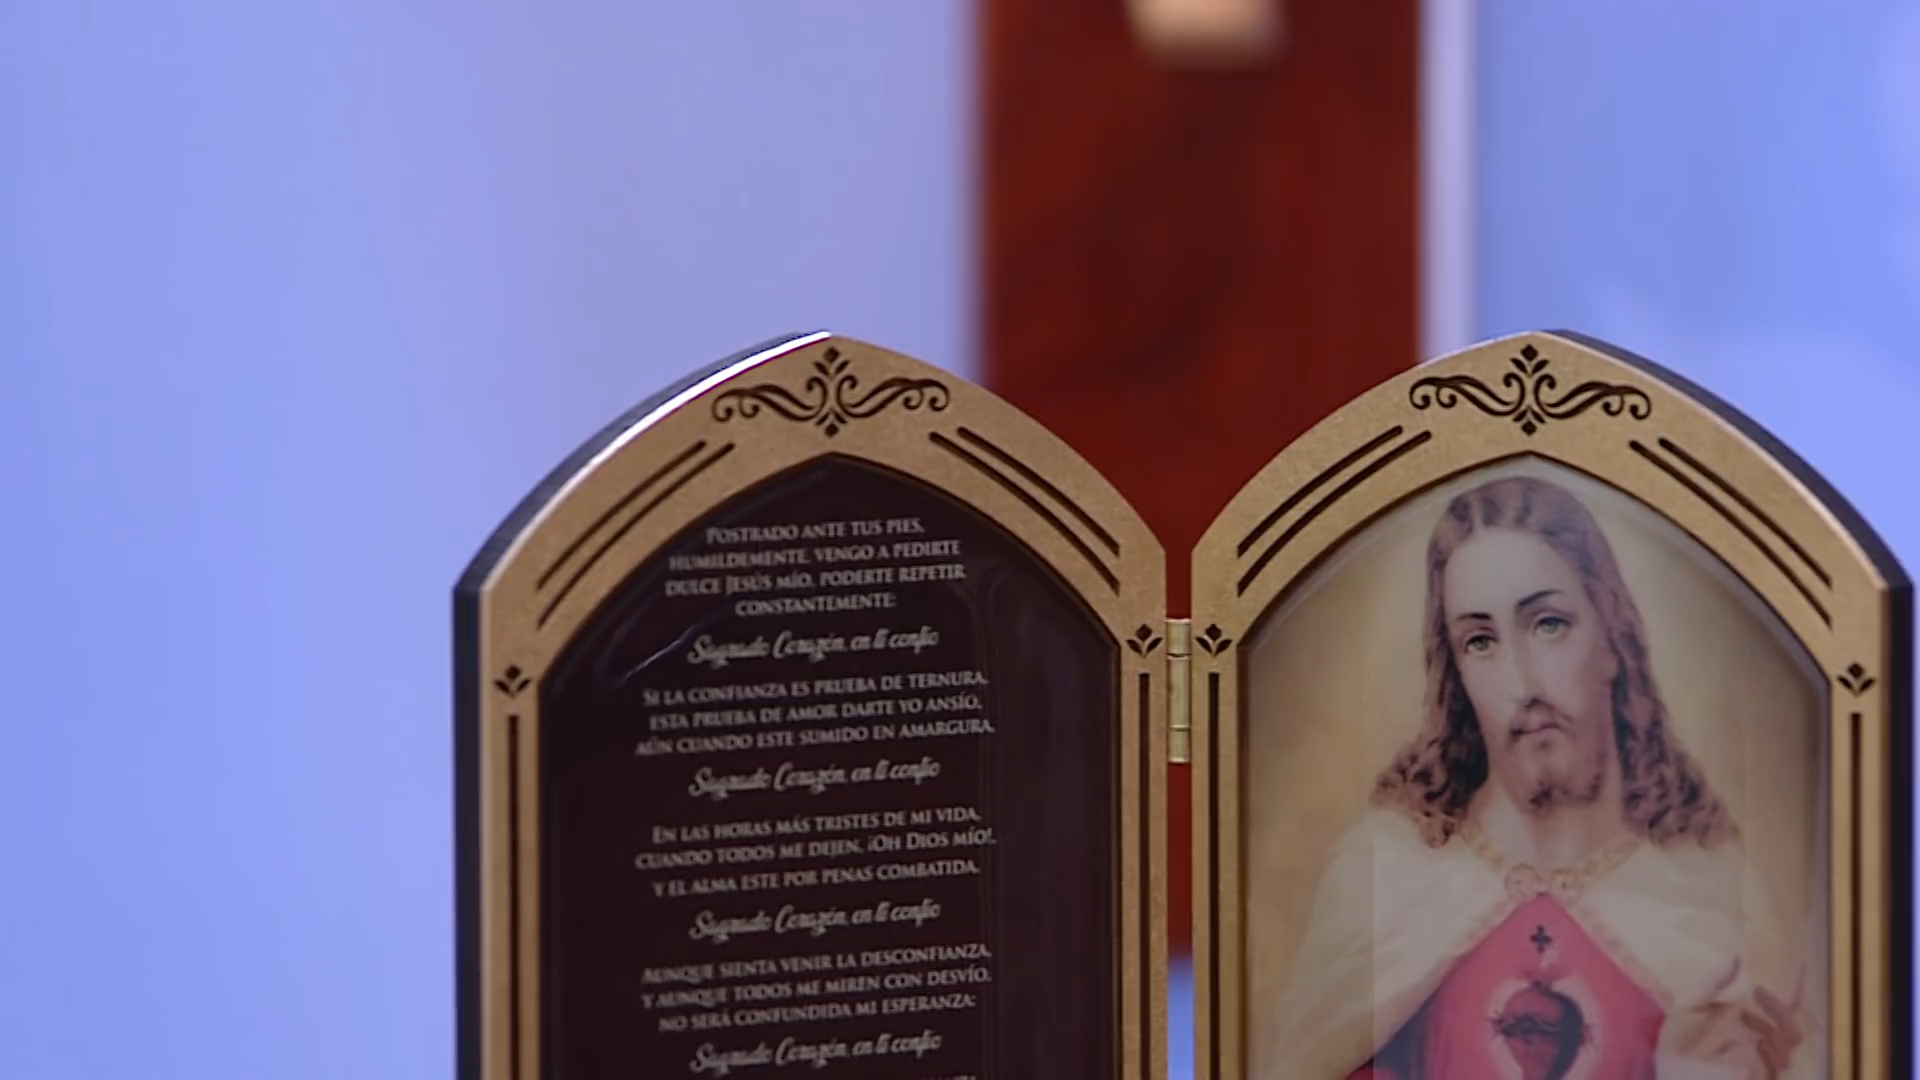 POSTRADO ANTE TUS PIES,
HUMILDEMENTE, VENGO A PEDIRTE
DULCE JESÚS MÍO, PODERTE REPETIR
CONSTANTEMENTE:
Sagrado Corazón, en ti confío
SI LA CONFIANZA ES PRUEBA DE TERNURA,
ESTA PRUEBA DE AMOR DARTE YO ANSÍO,
AÚN CUANDO ESTE SUMIDO EN AMARGURA,
Sagrado Corazón, en ti confío
EN LAS HORAS MÁS TRISTES DE MI VIDA,
CUANDO TODOS ME DEJEN, ¡OH DIOS MÍO!,
Y EL ALMA ESTE POR PENAS COMBATIDA,
Sagrado Corazón, en ti confío
AUNQUE SIENTA VENIR LA DESCONFIANZA,
Y AUNQUE TODOS ME MIREN CON DESVÍO,
NO SERÁ CONFUNDIDA MI ESPERANZA:
Sagrado Corazón, en ti confío